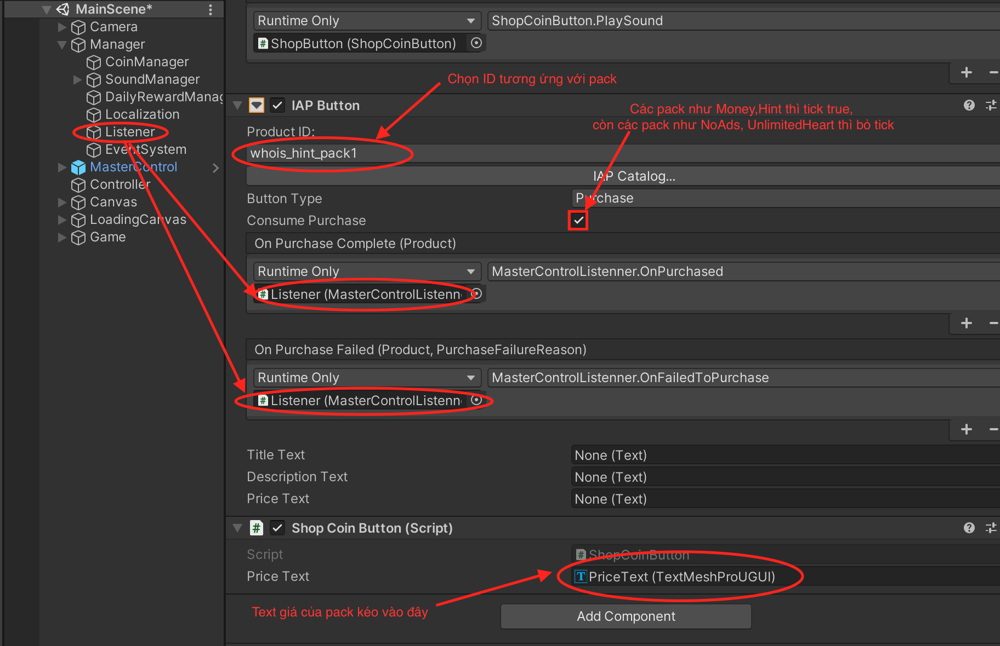 MainScene*
Camera
Manager
CoinManager
SoundManager
DailyRewardManag
Localization
Listener
EventSystem
MasterControl
Controller
Canvas
LoadingCanvas
Game
Runtime Only
ShopCoinButton.PlaySound
ShopButton (ShopCoinButton)
Chọn ID tương ứng với pack
IAP Button
Các pack như Money,Hint thì tick true,
còn các pack như NoAds, UnlimitedHeart thì bỏ tick
Product ID:
whois_hint_pack1
IAP Catalog...
Button Type
Purchase
Consume Purchase
On Purchase Complete (Product)
Runtime Only
MasterControlListenner.OnPurchased
Listener (MasterControlListenn
On Purchase Failed (Product, PurchaseFailureReason)
Runtime Only
MasterControlListenner.OnFailedToPurchase
Listener (MasterControlListenn
Title Text
None (Text)
Description Text
None (Text)
Price Text
None (Text)
Shop Coin Button (Script)
Script
ShopCoinButton
Price Text
PriceText (TextMeshProUGUI)
Text giá của pack kéo vào đây
Add Component